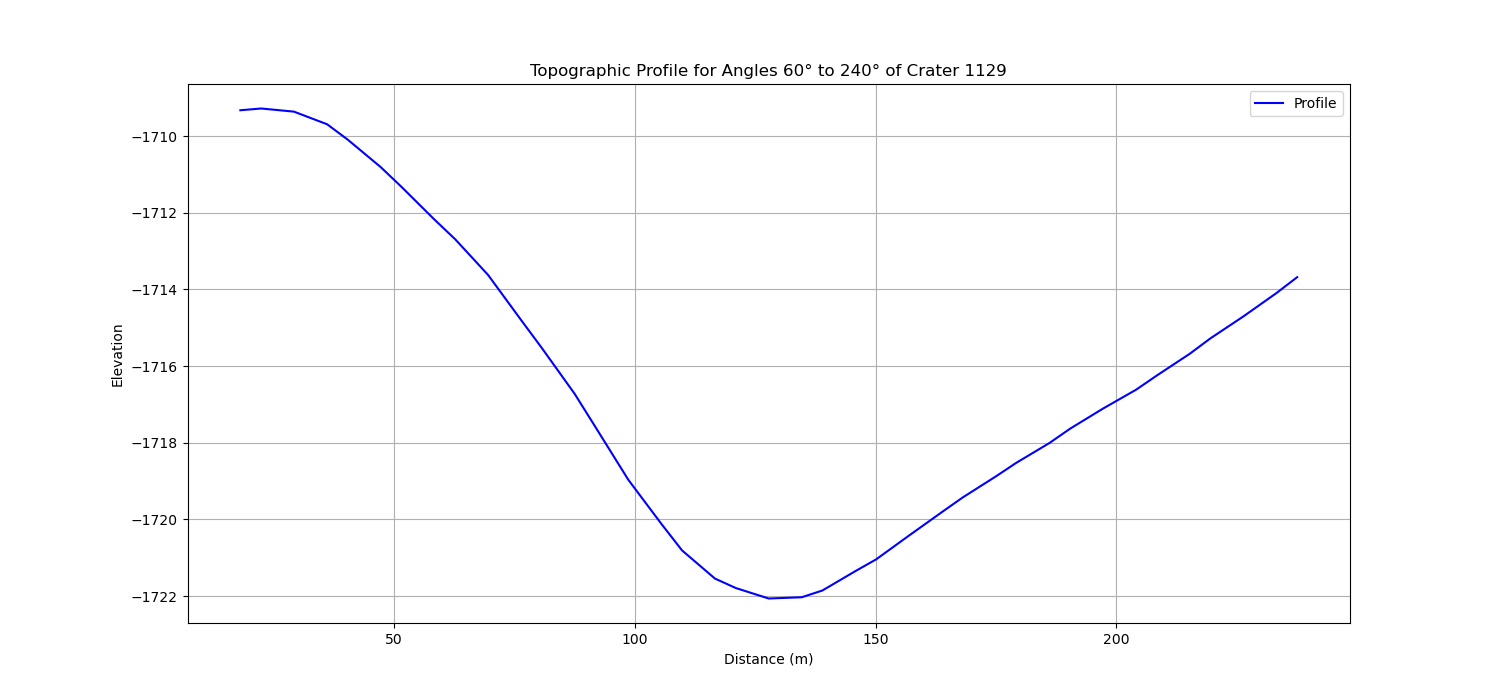 Topographic Profile for Angles 60° to 240° of Crater 1129
Profile
−1710
−1712
−1714
−1716
−1718
−1720
−1722
Elevation
50
100
150
200
Distance (m)